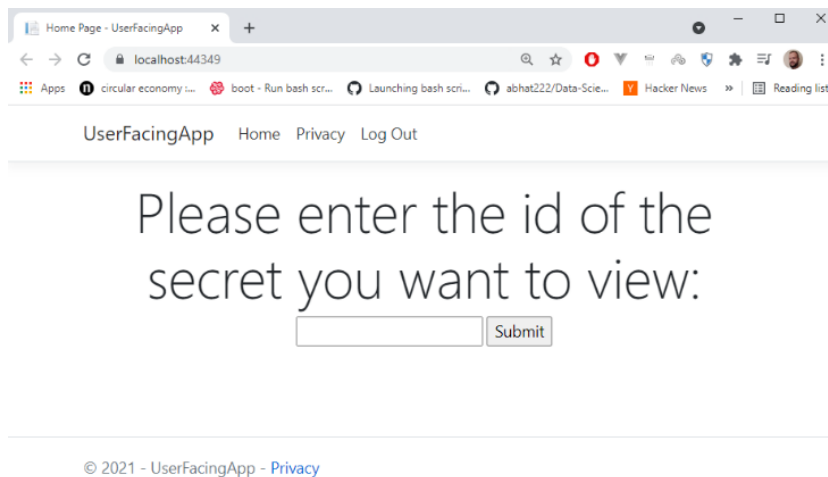 Home Page - UserFacingApp
localhost:44349
Apps circular economy :... boot - Run bash scr... Launching bash scri... abhat222/Data-Scie... Y Hacker News » Reading list
UserFacingApp Home Privacy Log Out
Please enter the id of the
secret you want to view:
Submit
© 2021 - UserFacingApp - Privacy